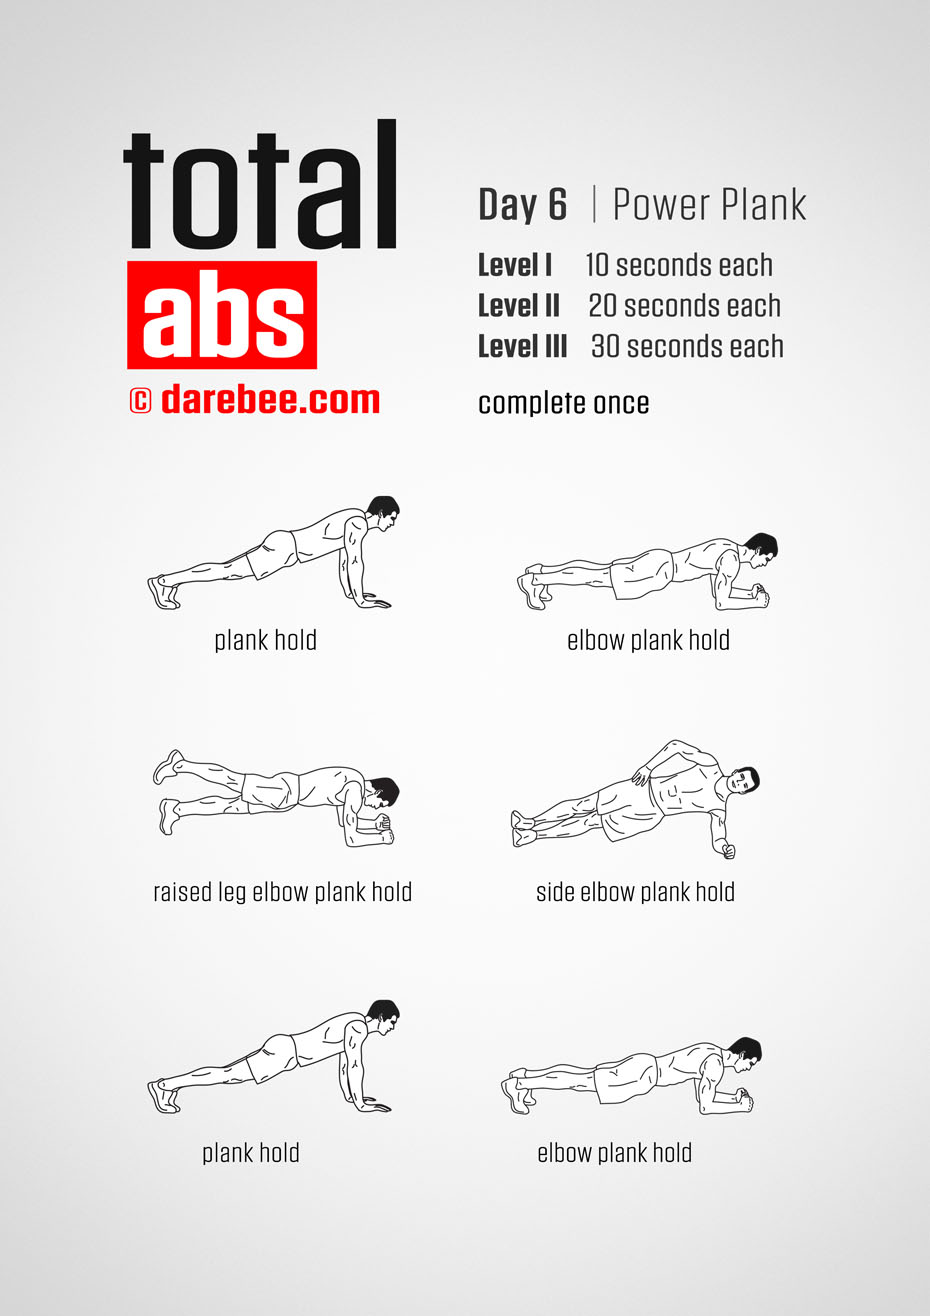 total
abs
© darebee.com
Day 6 | Power Plank
Level I 10 seconds each
Level II 20 seconds each
Level III 30 seconds each
complete once
plank hold
elbow plank hold
raised leg elbow plank hold
side elbow plank hold
plank hold
elbow plank hold